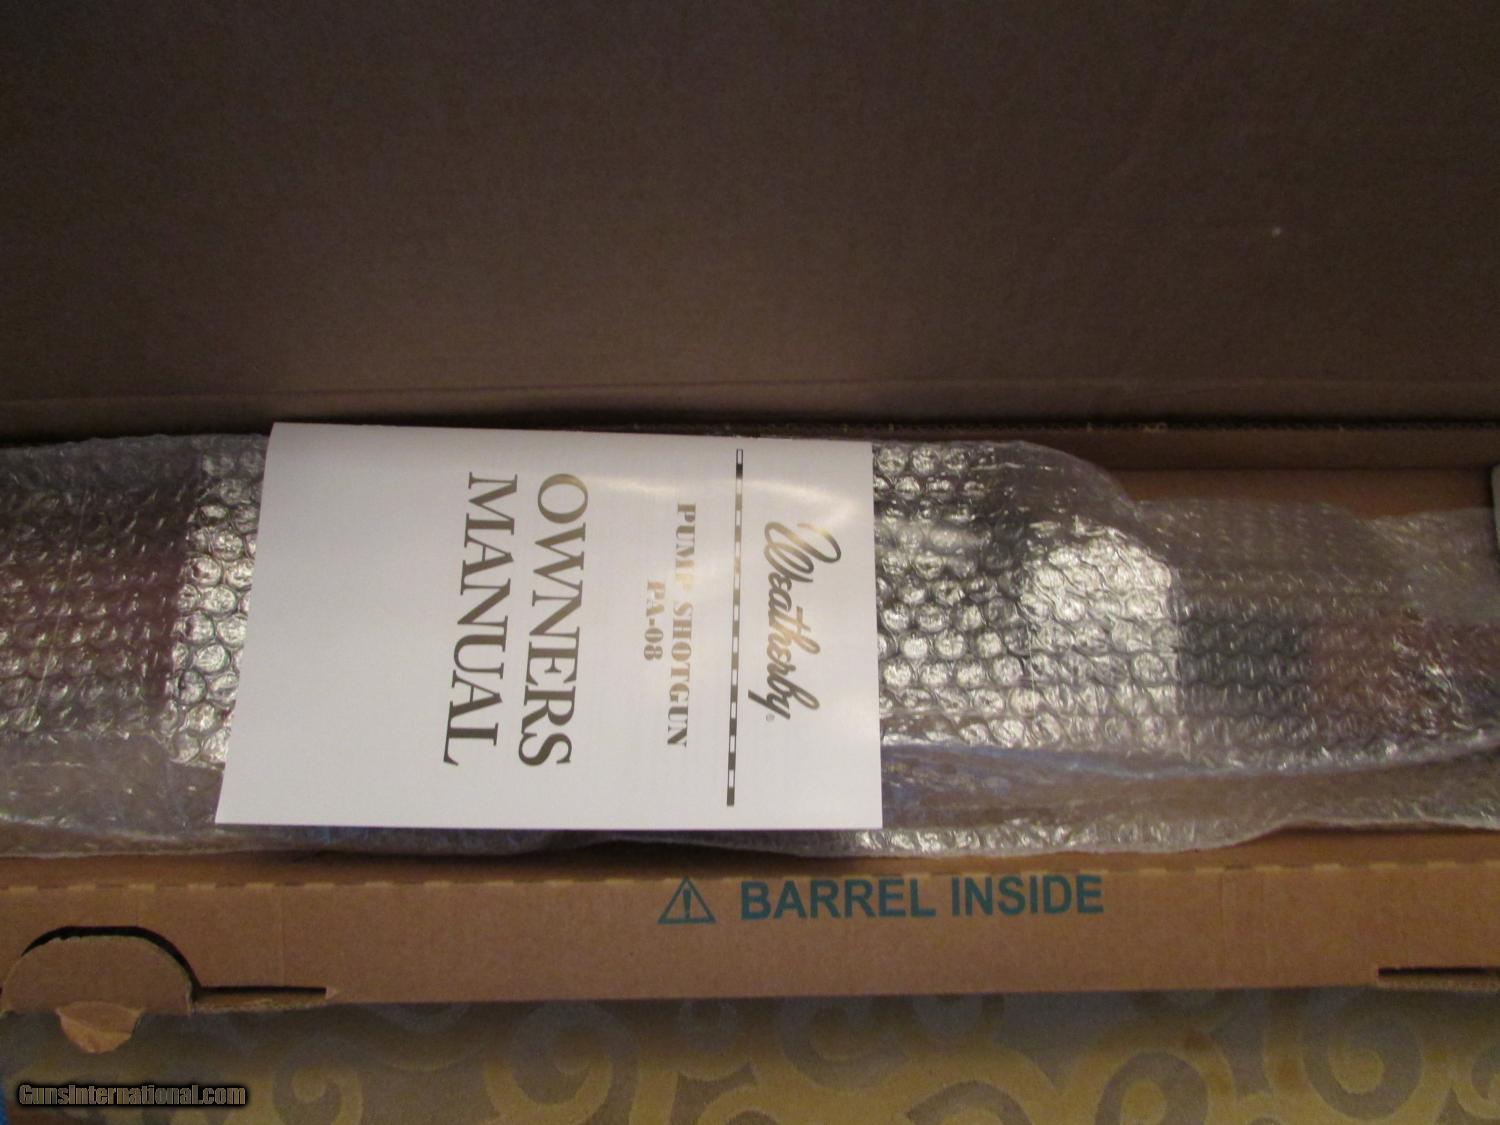 Weatherby®
PUMP SHOTGUN
PA-08
OWNERS
MANUAL
BARREL INSIDE
GunsInternational.com